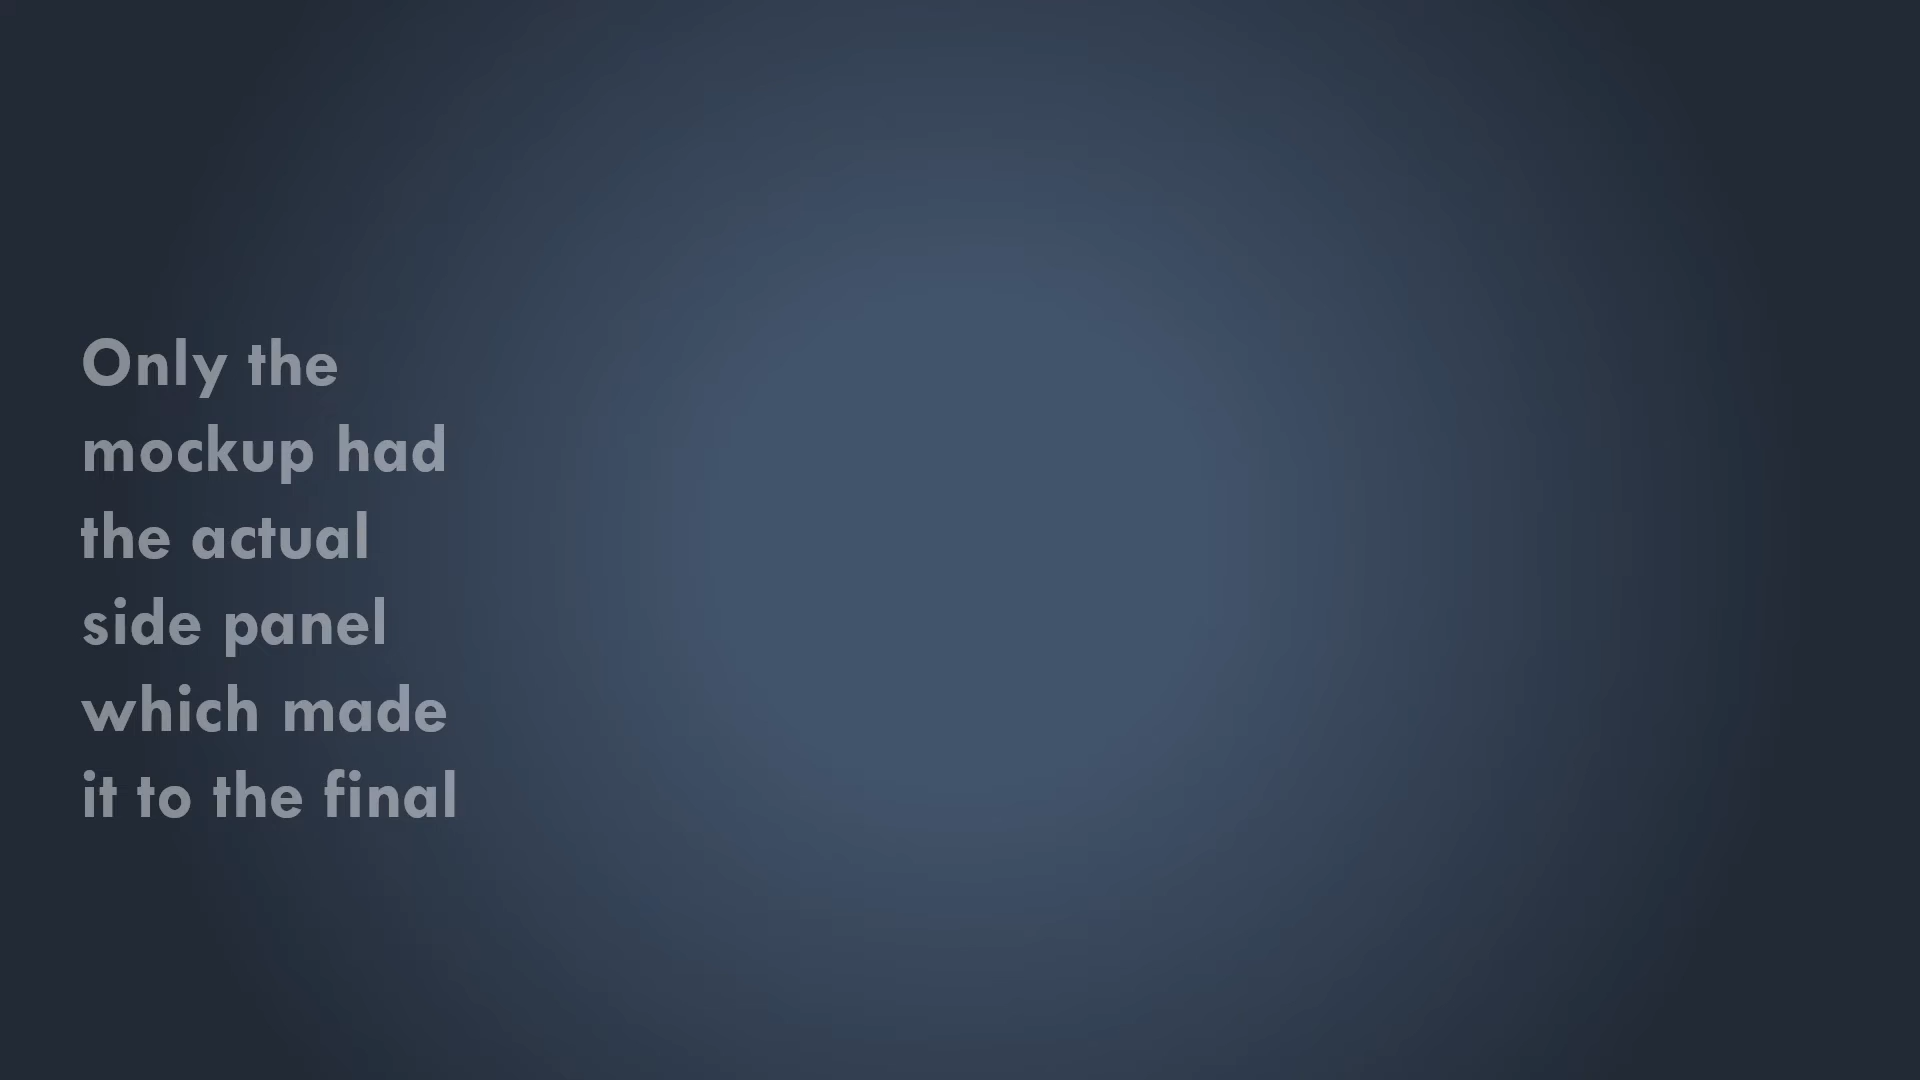 Only the
mockup had
the actual
side panel
which made
it to the final